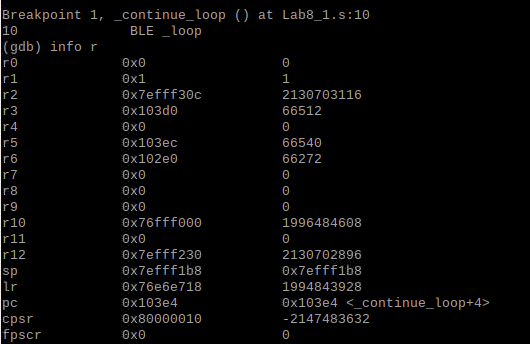 Breakpoint 1, _continue_loop () at Lab8_1.s:10
10 BLE _loop
(gdb) info r
r0 0x0 0
r1 0x1 1
r2 0x7efff30c 2130703116
r3 0x103d0 66512
r4 0x0 0
r5 0x103ec 66540
r6 0x102e0 66272
r7 0x0 0
r8 0x0 0
r9 0x0 0
r10 0x76fff000 1996484608
r11 0x0 0
r12 0x7efff230 2130702896
sp 0x7efff1b8 0x7efff1b8
lr 0x76e6e718 1994843928
pc 0x103e4 0x103e4 <_continue_loop+4>
cpsr 0x80000010 -2147483632
fpscr 0x0 0